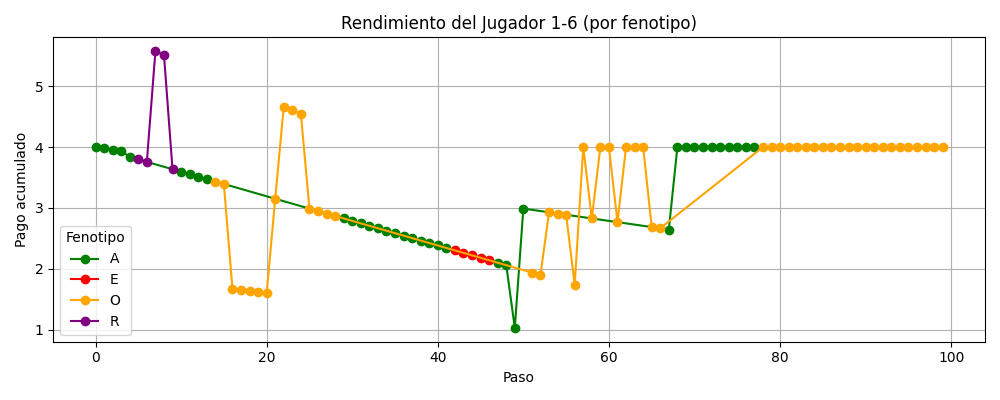 Rendimiento del Jugador 1-6 (por fenotipo)
Pago acumulado
5
4
3
2
1
Fenotipo
A
E
O
R
0
20
40
60
80
100
Paso